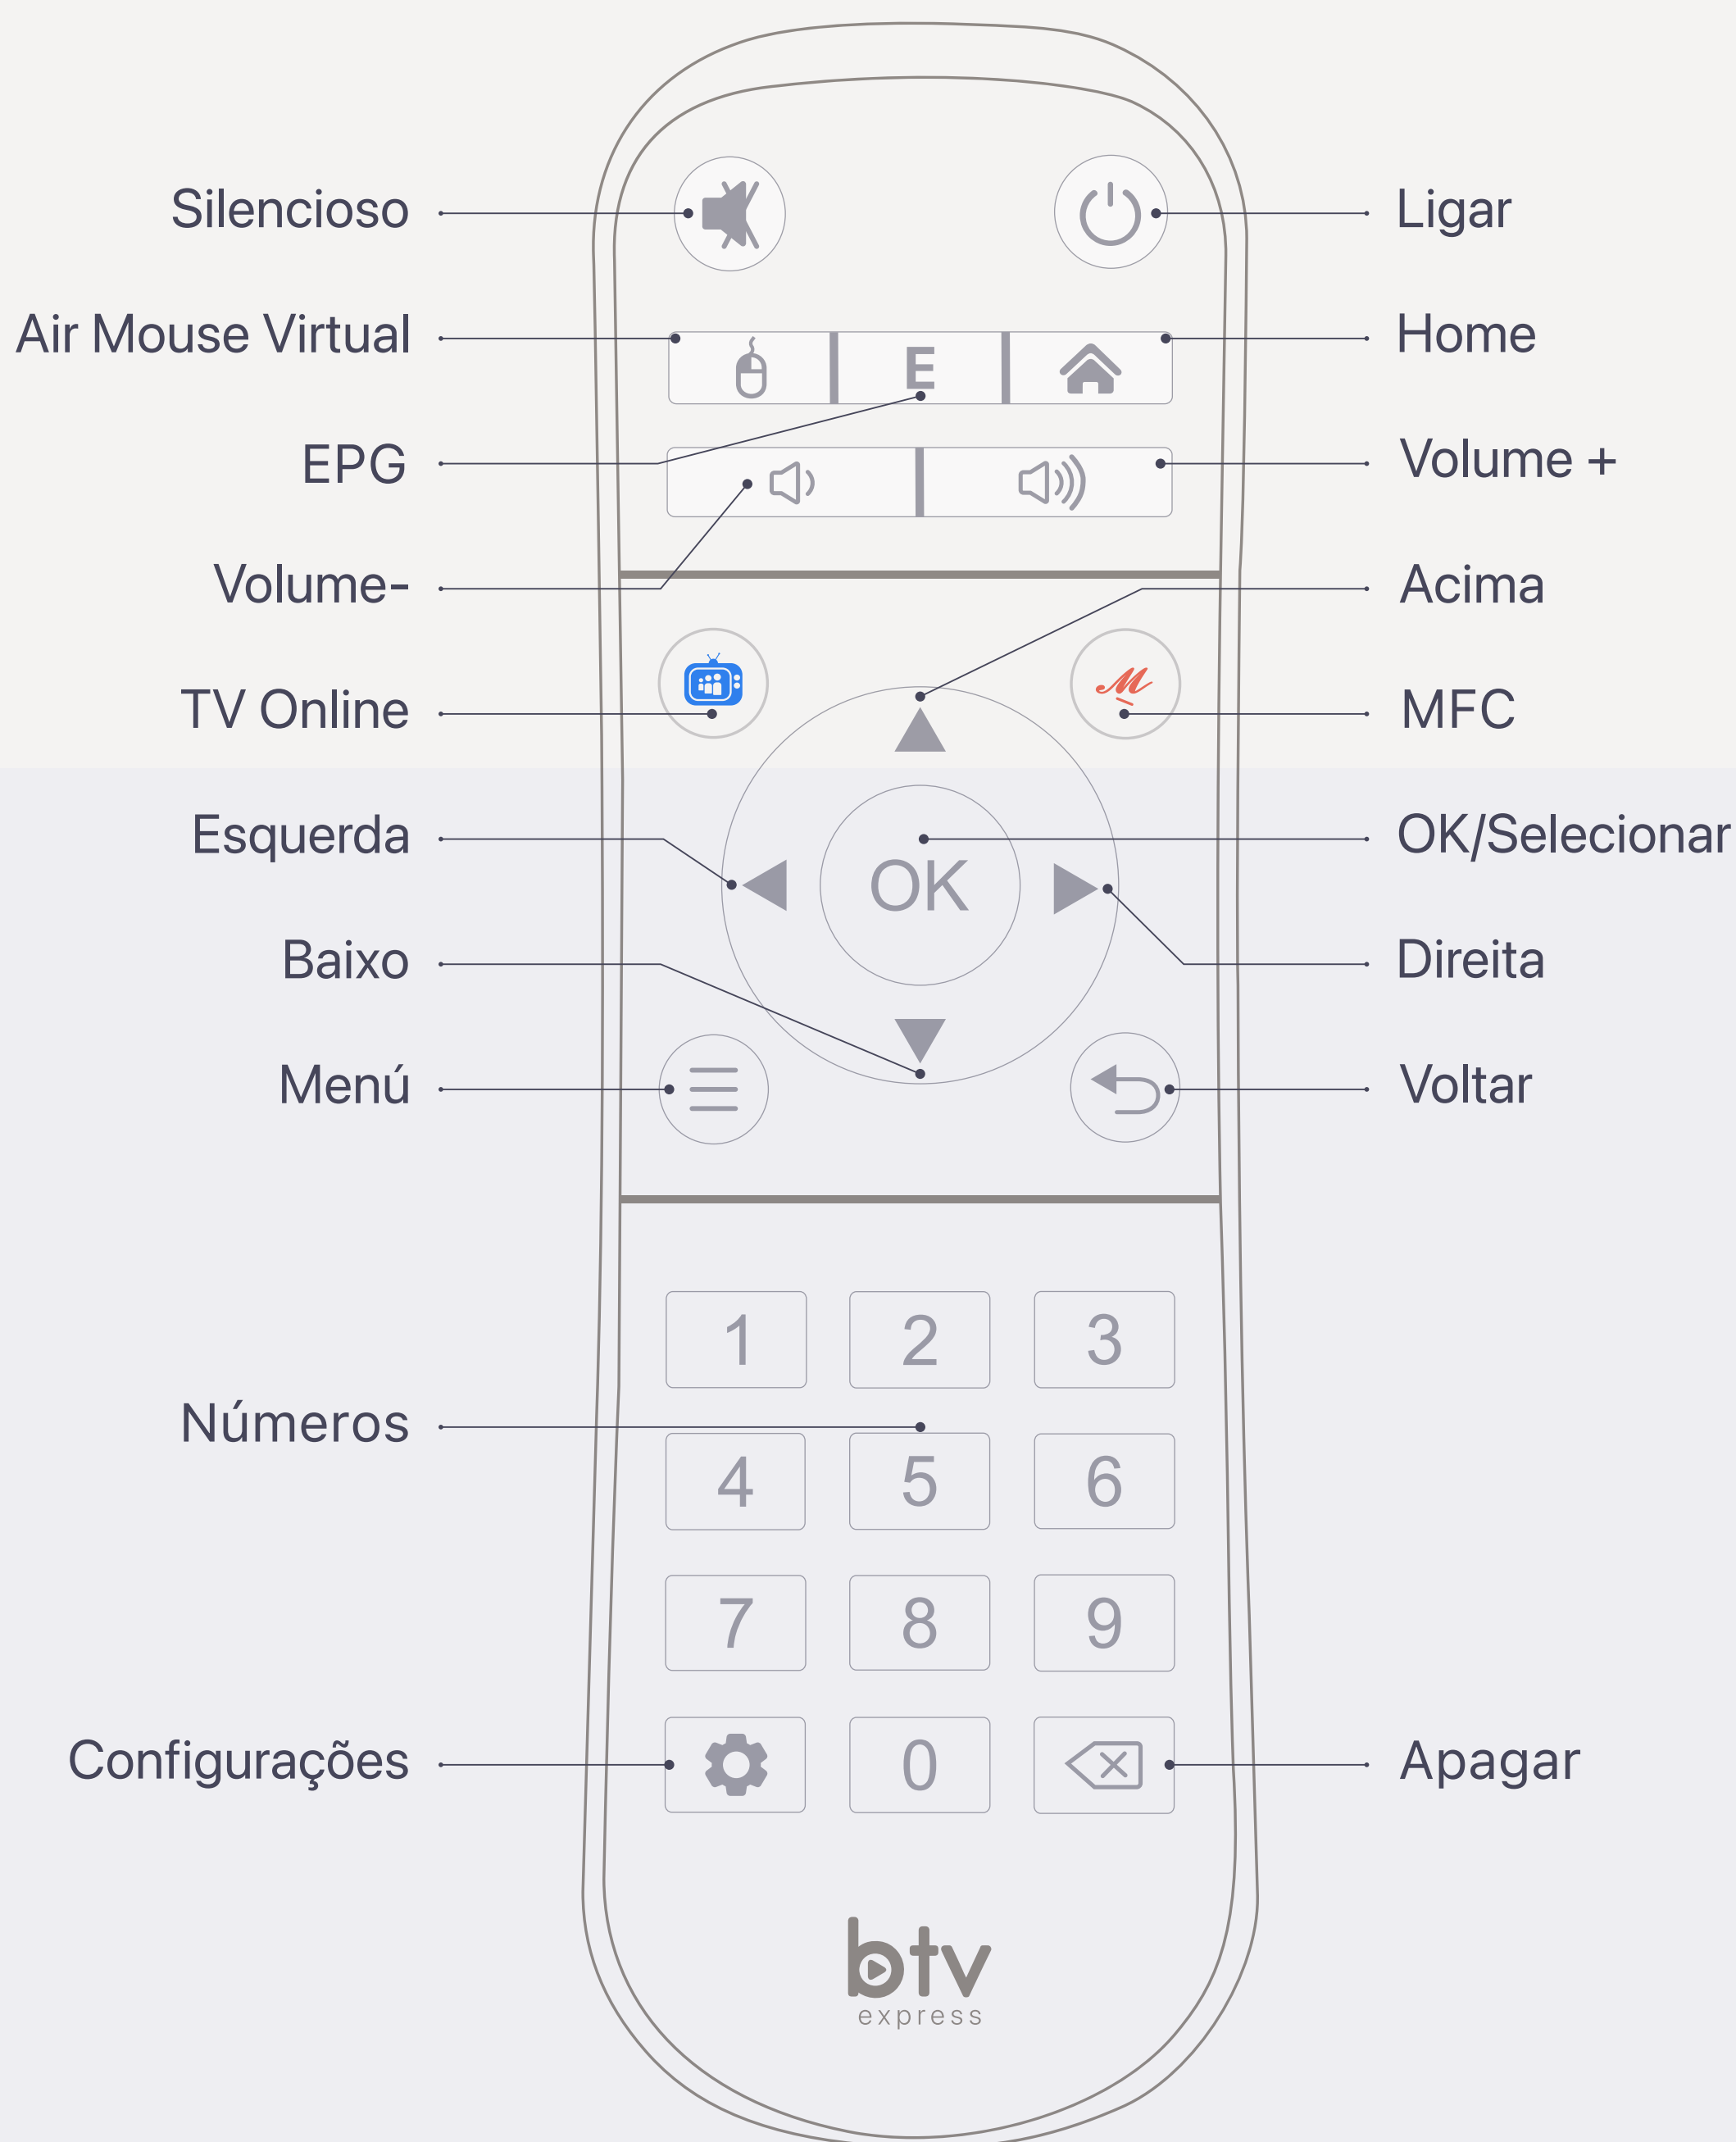 Silencioso
Ligar
Air Mouse Virtual
E
Home
EPG
Volume +
Volume-
Acima
TV Online
M
MFC
Esquerda
OK
OK/Selecionar
Baixo
Direita
Menú
Voltar
1 2 3
Números
4 5 6
7 8 9
Configurações
0
Apagar
btv
express